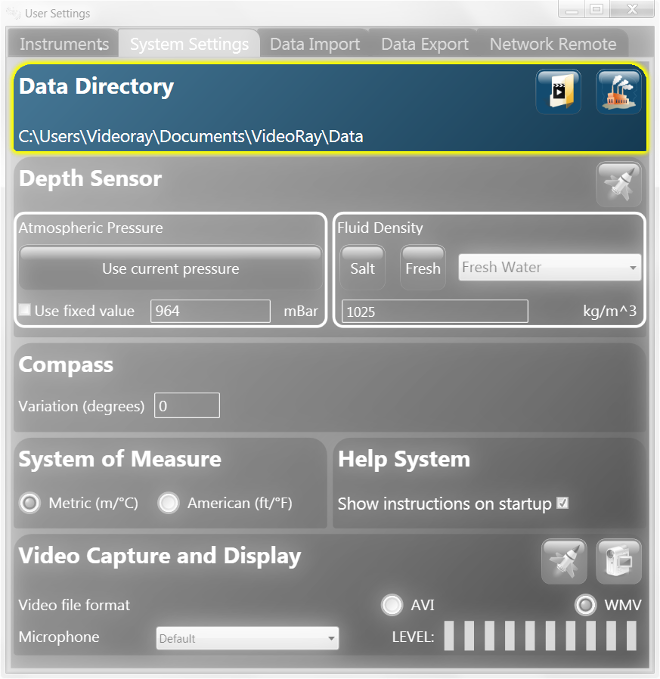 User Settings
Instruments System Settings Data Import Data Export Network Remote
Data Directory
C:\Users\Videoray\Documents\VideoRay\Data
Depth Sensor
Atmospheric Pressure
Use current pressure
Use fixed value 964 mBar
Fluid Density
Salt Fresh Fresh Water
1025 kg/m^3
Compass
Variation (degrees) 0
System of Measure
Metric (m/°C) American (ft/°F)
Help System
Show instructions on startup
Video Capture and Display
Video file format AVI WMV
Microphone Default LEVEL: